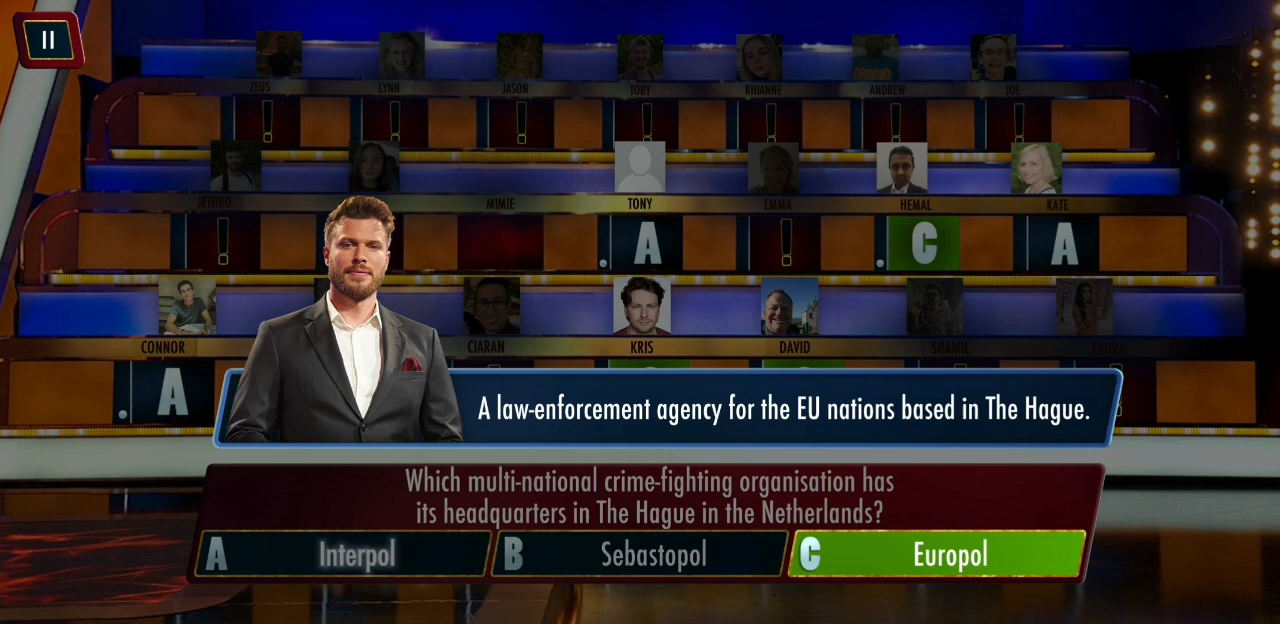 ZEUS
LYNN
JASON
TOBY
RHIANNE
ANDREW
JOE
LEGEND
! ! ! ! ! ! !
JETHRO
MIMIE
TONY
EMMA
HEMAL
KATE
! A ! C A
CONNOR
CIARAN
KRIS
DAVID
SHAMIL
ZAHRA
A
A law-enforcement agency for the EU nations based in The Hague.
Which multi-national crime-fighting organisation has
its headquarters in The Hague in the Netherlands?
A Interpol
B Sebastopol
C Europol